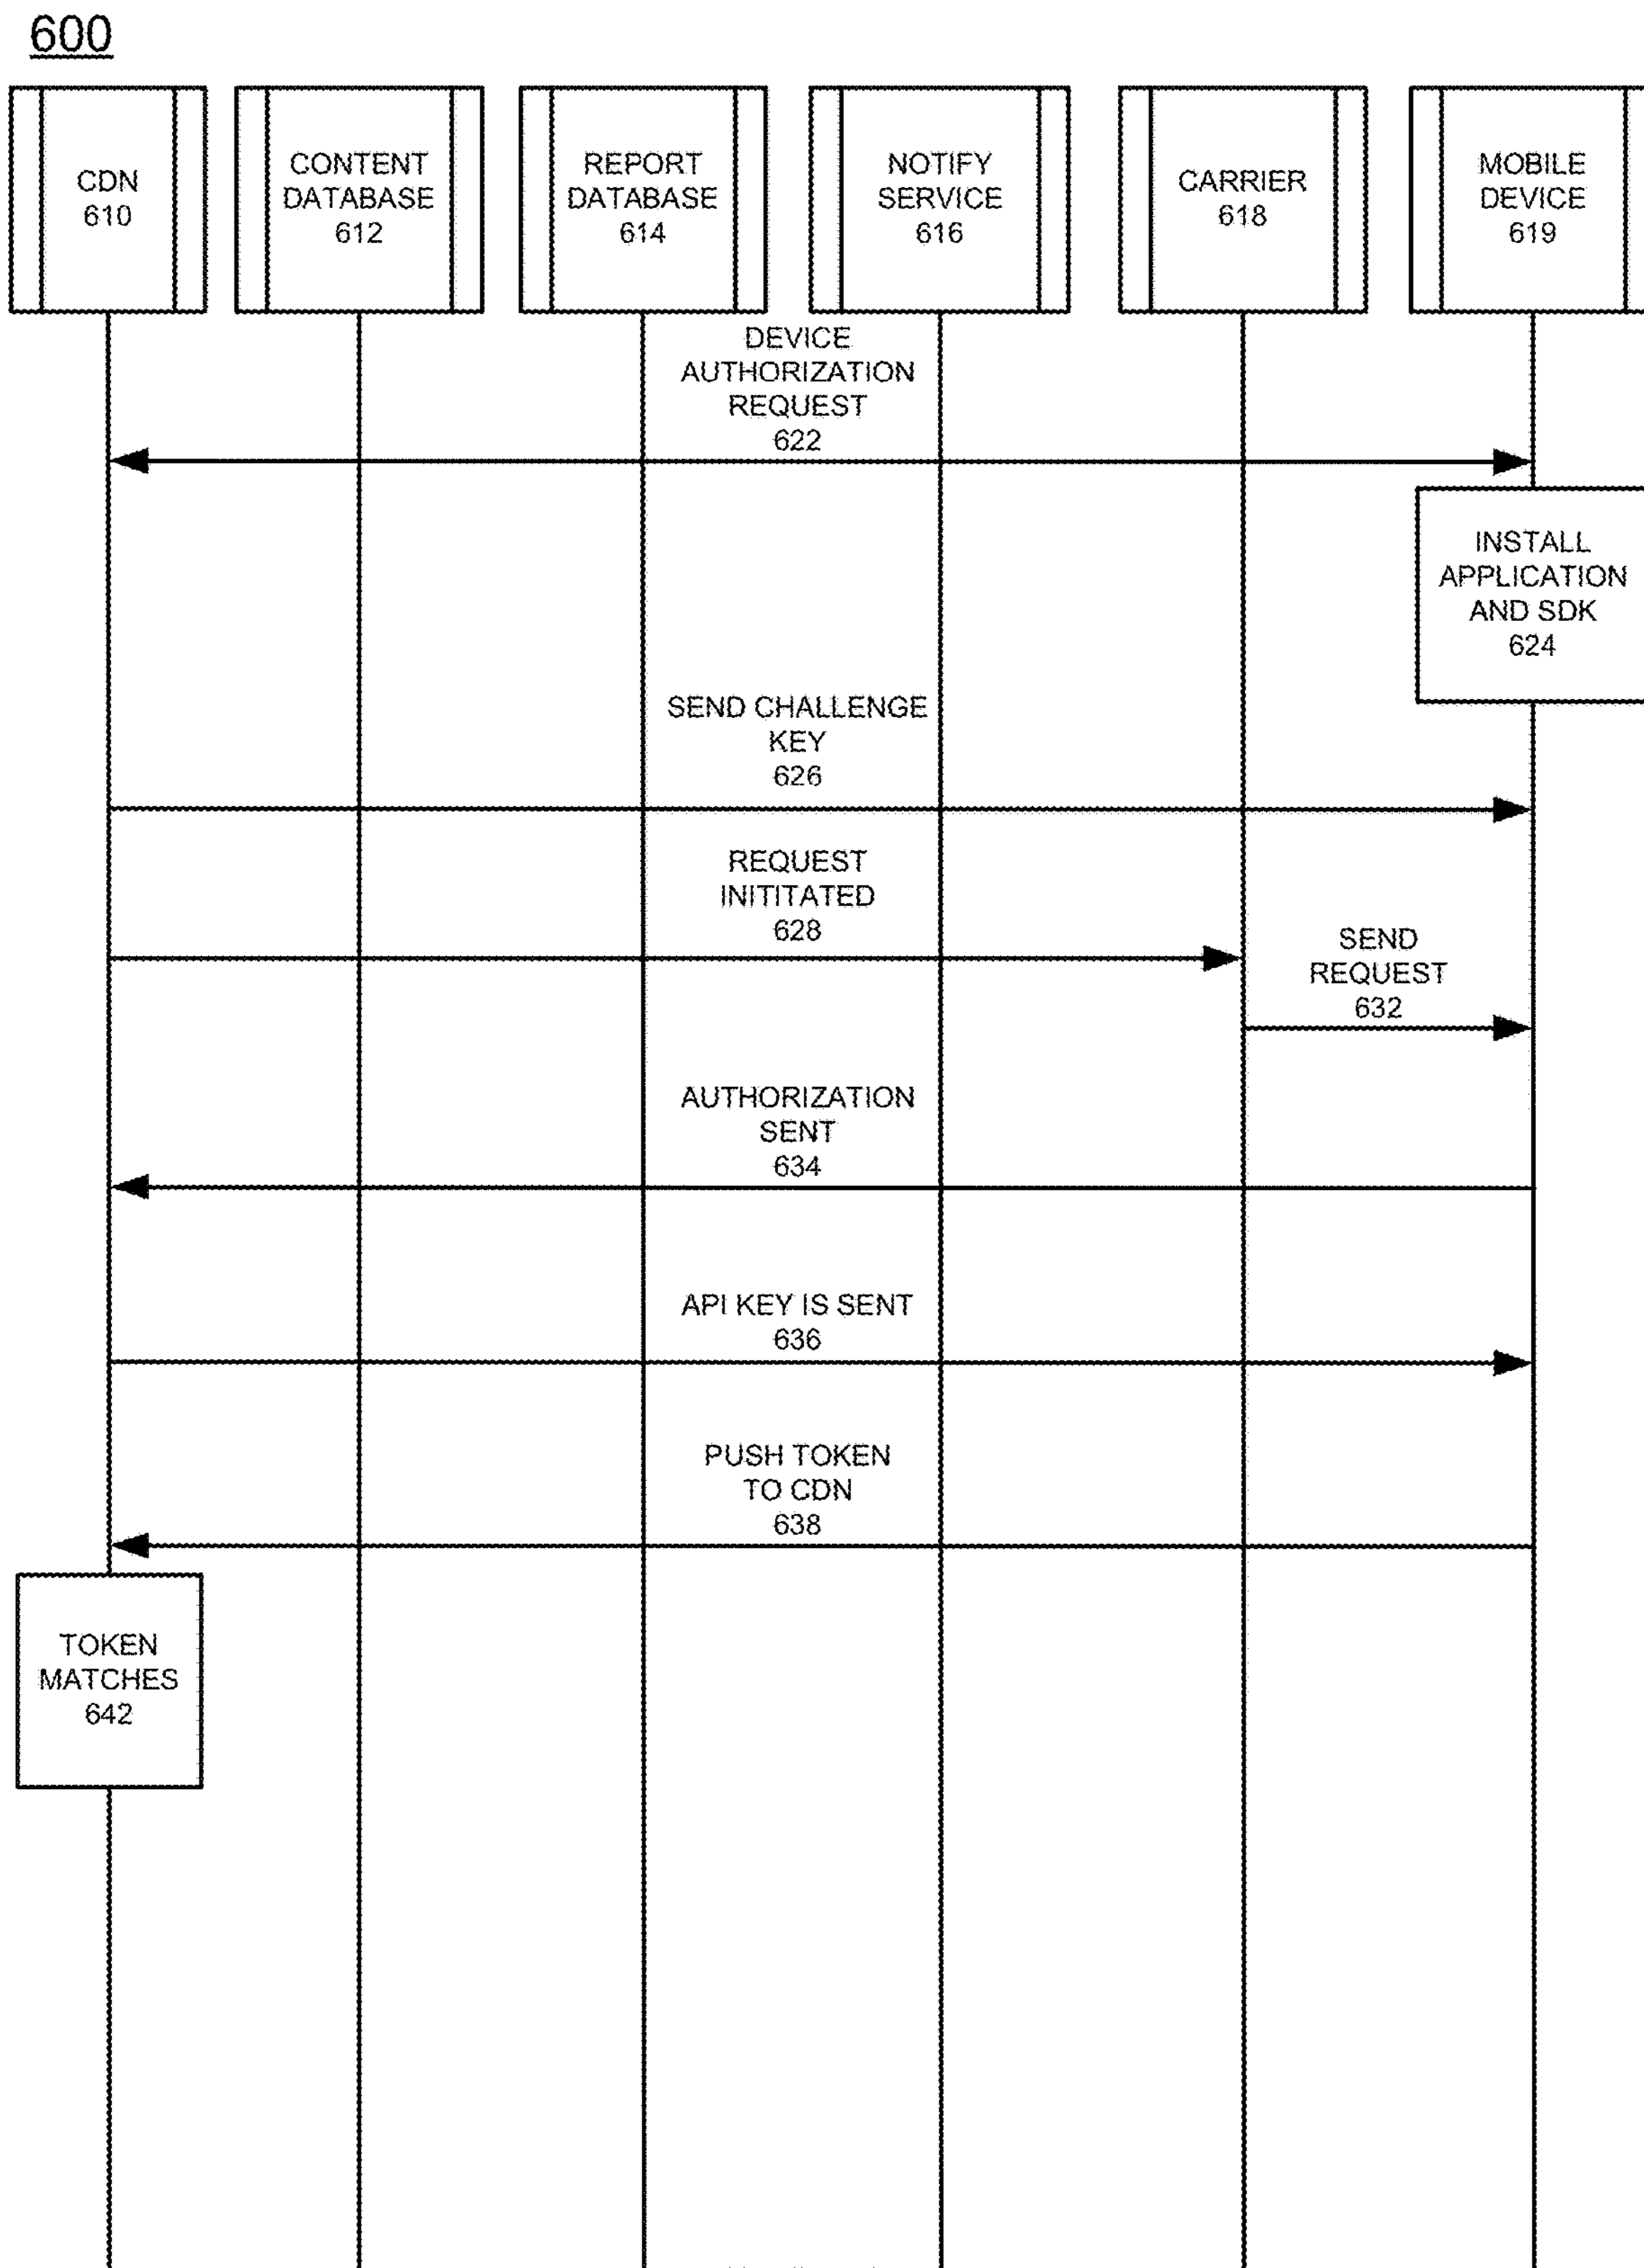 600
CDN
610
CONTENT
DATABASE
612
REPORT
DATABASE
614
NOTIFY
SERVICE
616
CARRIER
618
MOBILE
DEVICE
619
DEVICE
AUTHORIZATION
REQUEST
622
INSTALL
APPLICATION
AND SDK
624
SEND CHALLENGE
KEY
626
REQUEST
INITITATED
628
SEND
REQUEST
632
AUTHORIZATION
SENT
634
API KEY IS SENT
636
PUSH TOKEN
TO CDN
638
TOKEN
MATCHES
642